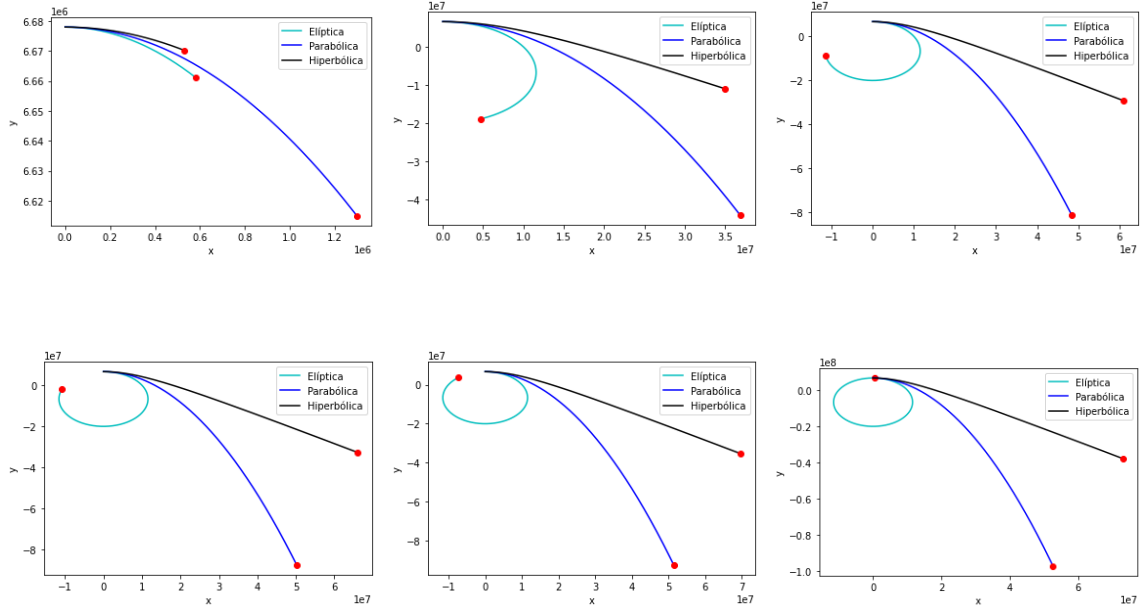 1e6
6.68
6.67
6.66
6.65
6.64
6.63
6.62
y
Elíptica
Parabólica
Hiperbólica
0.0 0.2 0.4 0.6 0.8 1.0 1.2
x
1e6
1e7
0
−1
−2
−3
−4
y
Elíptica
Parabólica
Hiperbólica
0.0 0.5 1.0 1.5 2.0 2.5 3.0 3.5
x
1e7
1e7
0
−2
−4
−6
−8
y
Elíptica
Parabólica
Hiperbólica
−1 0 1 2 3 4 5 6
x
1e7
1e7
0
−2
−4
−6
−8
y
Elíptica
Parabólica
Hiperbólica
−1 0 1 2 3 4 5 6
x
1e7
1e7
0
−2
−4
−6
−8
y
Elíptica
Parabólica
Hiperbólica
−1 0 1 2 3 4 5 6 7
x
1e7
1e8
0.0
−0.2
−0.4
−0.6
−0.8
−1.0
y
Elíptica
Parabólica
Hiperbólica
0 2 4 6
x
1e7